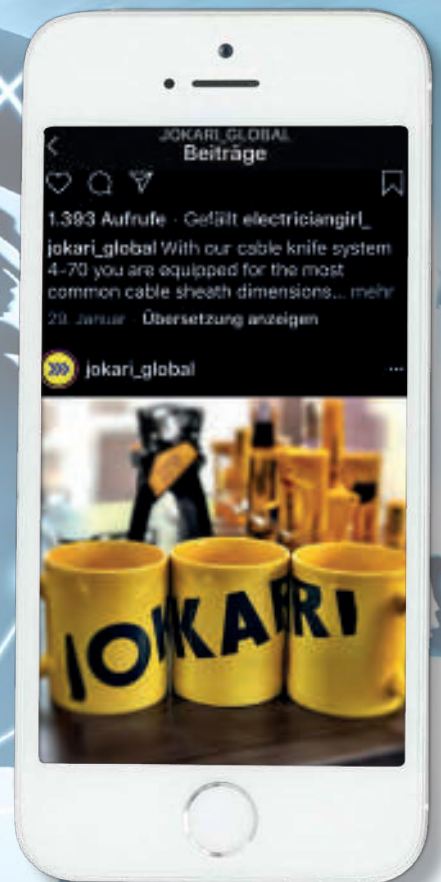 JOKARI_GLOBAL
Beiträge
1.393 Aufrufe · Gefällt electriciangirl_
jokari_global With our cable knife system
4-70 you are equipped for the most
common cable sheath dimensions... mehr
29. Januar · Übersetzung anzeigen
jokari_global
JOKARI